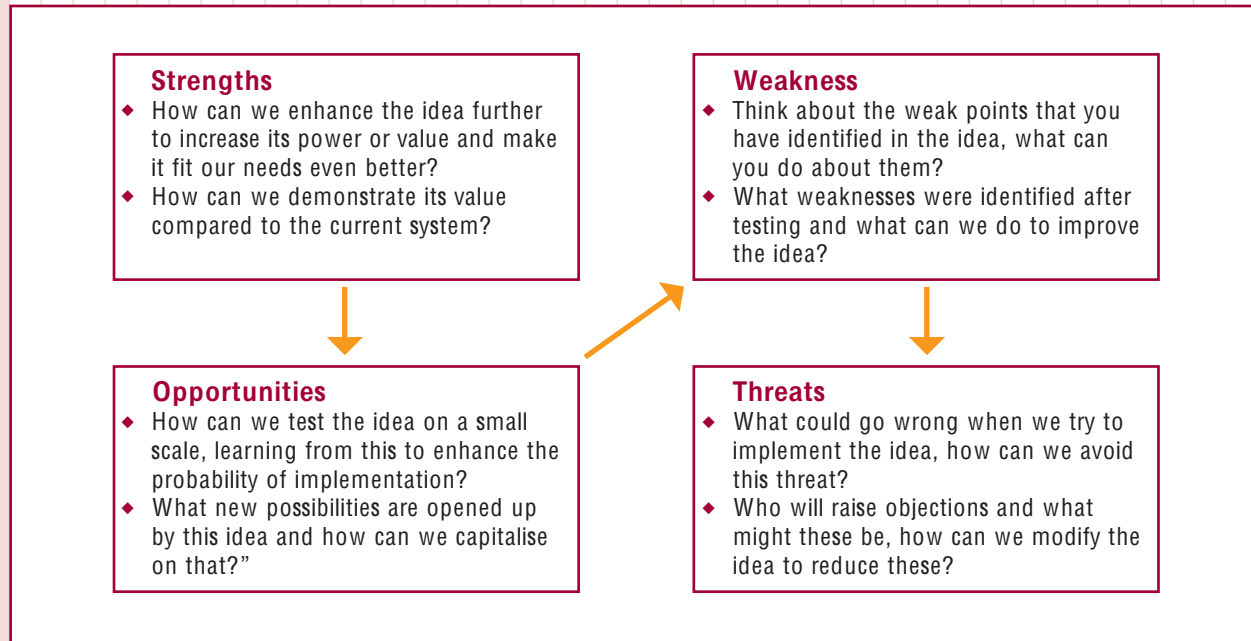 Strengths
◆ How can we enhance the idea further
to increase its power or value and make
it fit our needs even better?
◆ How can we demonstrate its value
compared to the current system?
Opportunities
◆ How can we test the idea on a small
scale, learning from this to enhance the
probability of implementation?
◆ What new possibilities are opened up
by this idea and how can we capitalise
on that?”
Weakness
◆ Think about the weak points that you
have identified in the idea, what can
you do about them?
◆ What weaknesses were identified after
testing and what can we do to improve
the idea?
Threats
◆ What could go wrong when we try to
implement the idea, how can we avoid
this threat?
◆ Who will raise objections and what
might these be, how can we modify the
idea to reduce these?